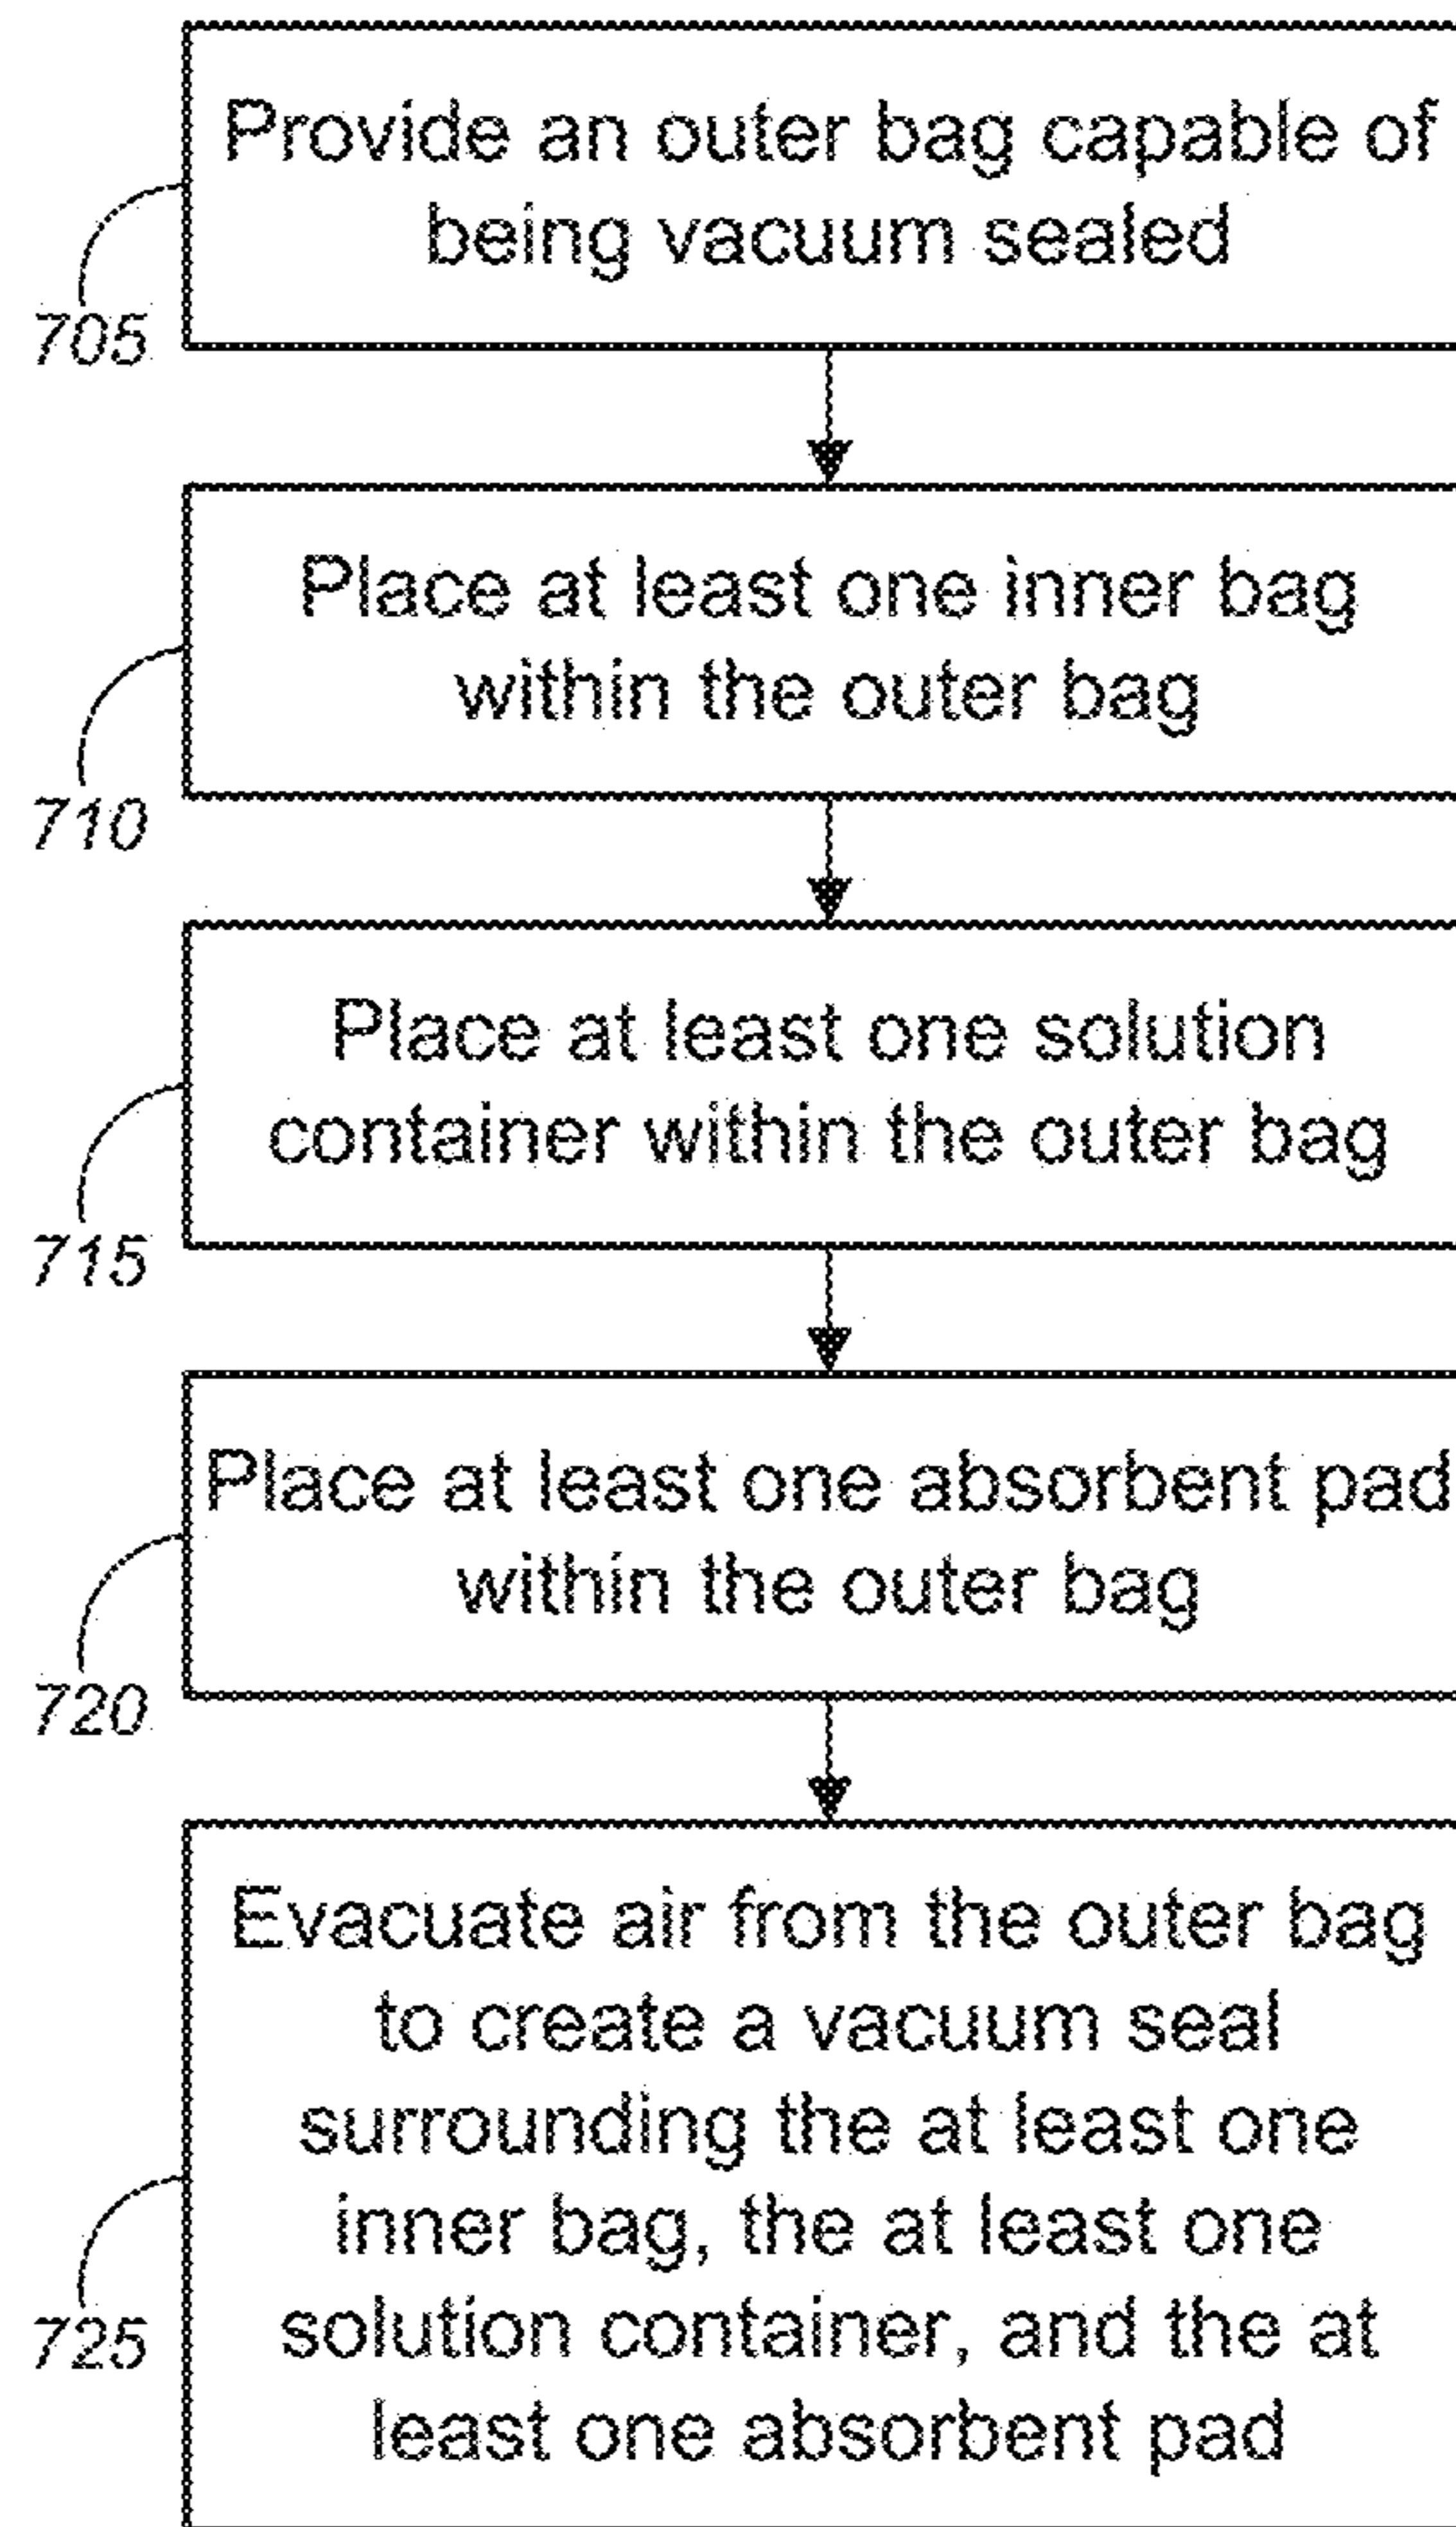 Provide an outer bag capable of
being vacuum sealed
705
Place at least one inner bag
within the outer bag
710
Place at least one solution
container within the outer bag
715
Place at least one absorbent pad
within the outer bag
720
Evacuate air from the outer bag
to create a vacuum seal
surrounding the at least one
inner bag, the at least one
solution container, and the at
least one absorbent pad
725